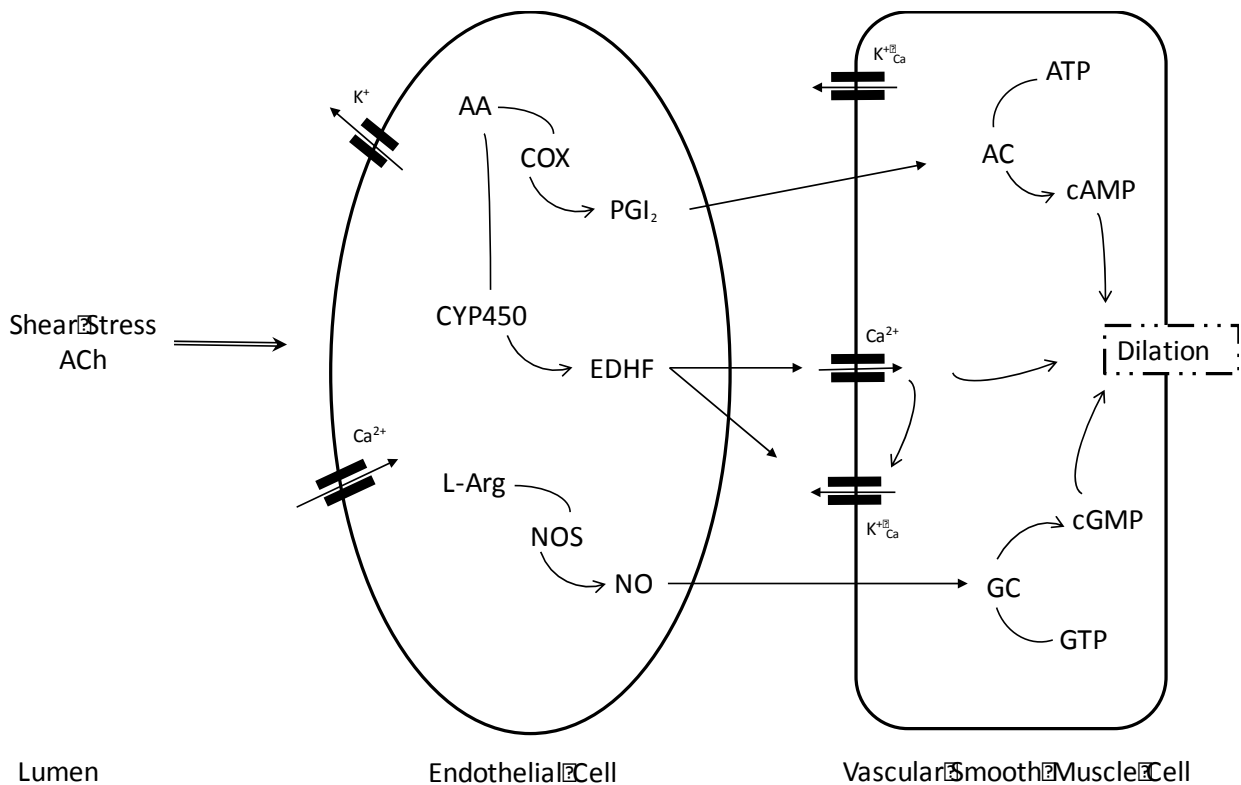 Shear Stress
ACh
K⁺
AA
COX
PGI₂
CYP450
EDHF
Ca²⁺
L-Arg
NOS
NO
K⁺Ca
ATP
AC
cAMP
Ca²⁺
Dilation
K⁺Ca
cGMP
GC
GTP
Lumen
Endothelial Cell
Vascular Smooth Muscle Cell